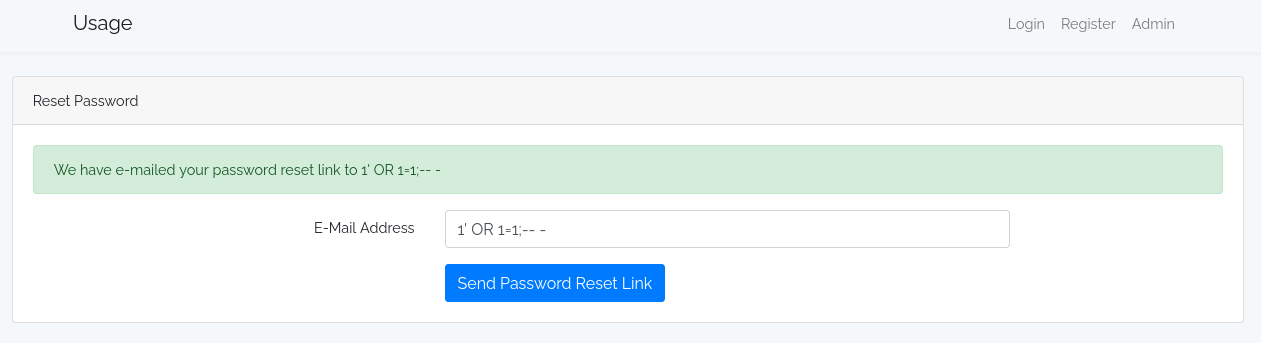 Usage Login Register Admin
Reset Password
We have e-mailed your password reset link to 1' OR 1=1;-- -
E-Mail Address 1' OR 1=1;-- -
Send Password Reset Link